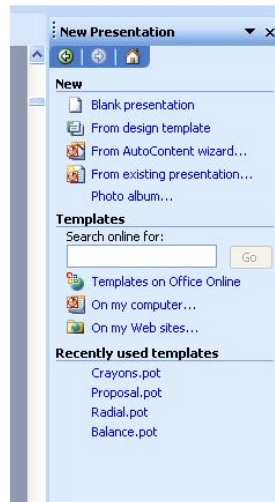 New Presentation
New
Blank presentation
From design template
From AutoContent wizard...
From existing presentation...
Photo album...
Templates
Search online for:
Go
Templates on Office Online
On my computer...
On my Web sites...
Recently used templates
Crayons.pot
Proposal.pot
Radial.pot
Balance.pot